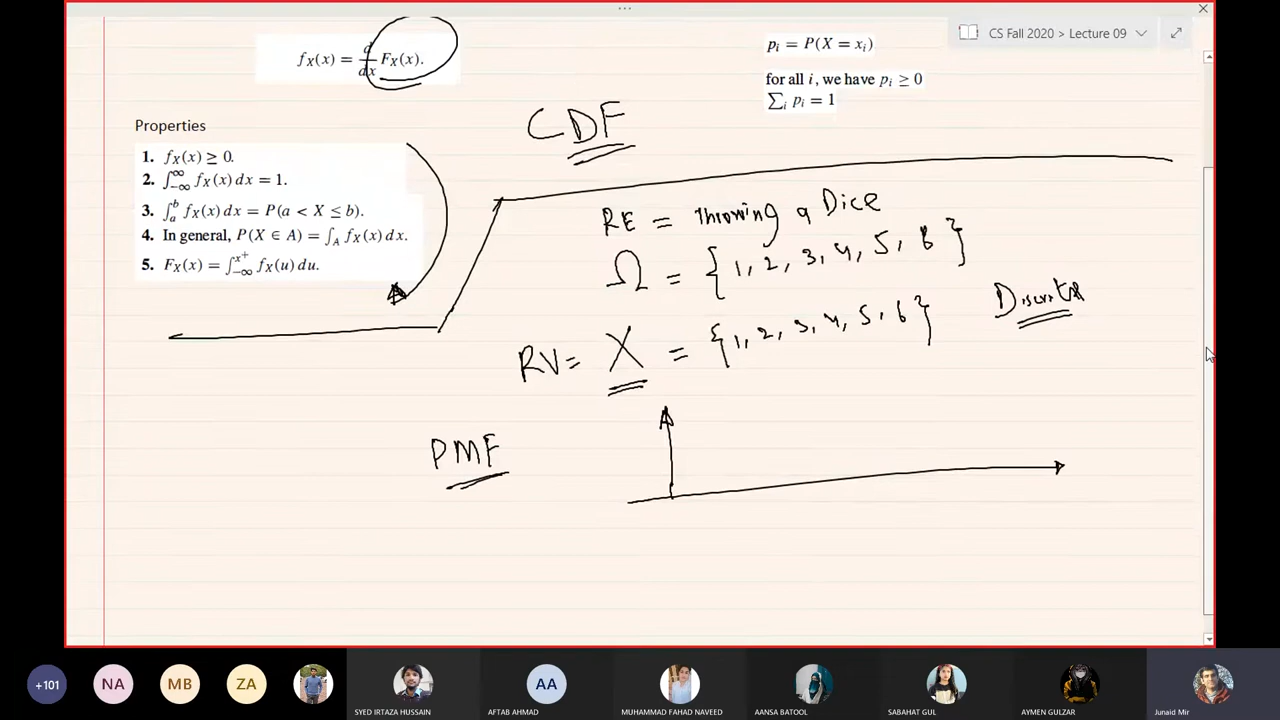 CS Fall 2020 > Lecture 09
f_X(x) = d/dx F_X(x).
p_i = P(X = x_i)
for all i, we have p_i ≥ 0
∑_i p_i = 1
CDF
Properties
1. f_X(x) ≥ 0.
2. ∫_{-∞}^{∞} f_X(x) dx = 1.
3. ∫_a^b f_X(x) dx = P(a < X ≤ b).
4. In general, P(X ∈ A) = ∫_A f_X(x) dx.
5. F_X(x) = ∫_{-∞}^{x^+} f_X(u) du.
RE = Throwing a Dice
Ω = {1, 2, 3, 4, 5, 6}
Discrete
RV = X = {1, 2, 3, 4, 5, 6}
PMF
+101 NA MB ZA AA
SYED IRTAZA HUSSAIN AFTAB AHMAD MUHAMMAD FAHAD NAVEED AANSA BATOOL SABAHAT GUL AYMEN GULZAR Junaid Mir